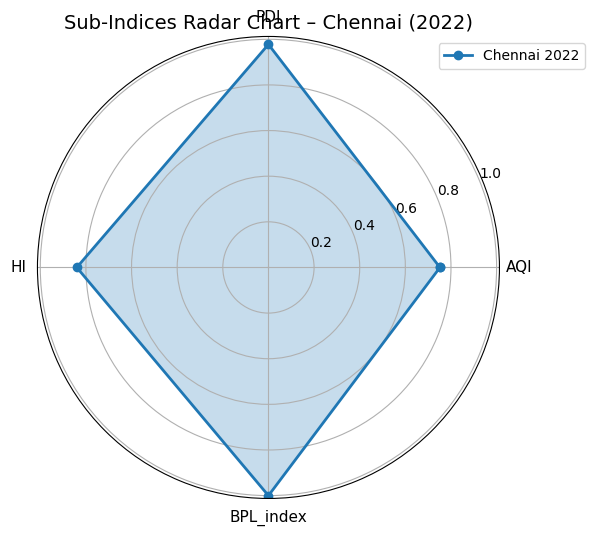 Sub-Indices Radar Chart – Chennai (2022)
PDI
Chennai 2022
1.0
0.8
0.6
0.4
0.2
HI
AQI
BPL_index